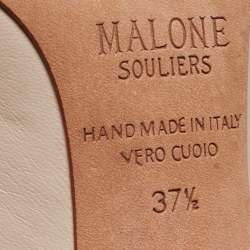 MALONE
SOULIERS
HAND MADE IN ITALY
VERO CUOIO
37½